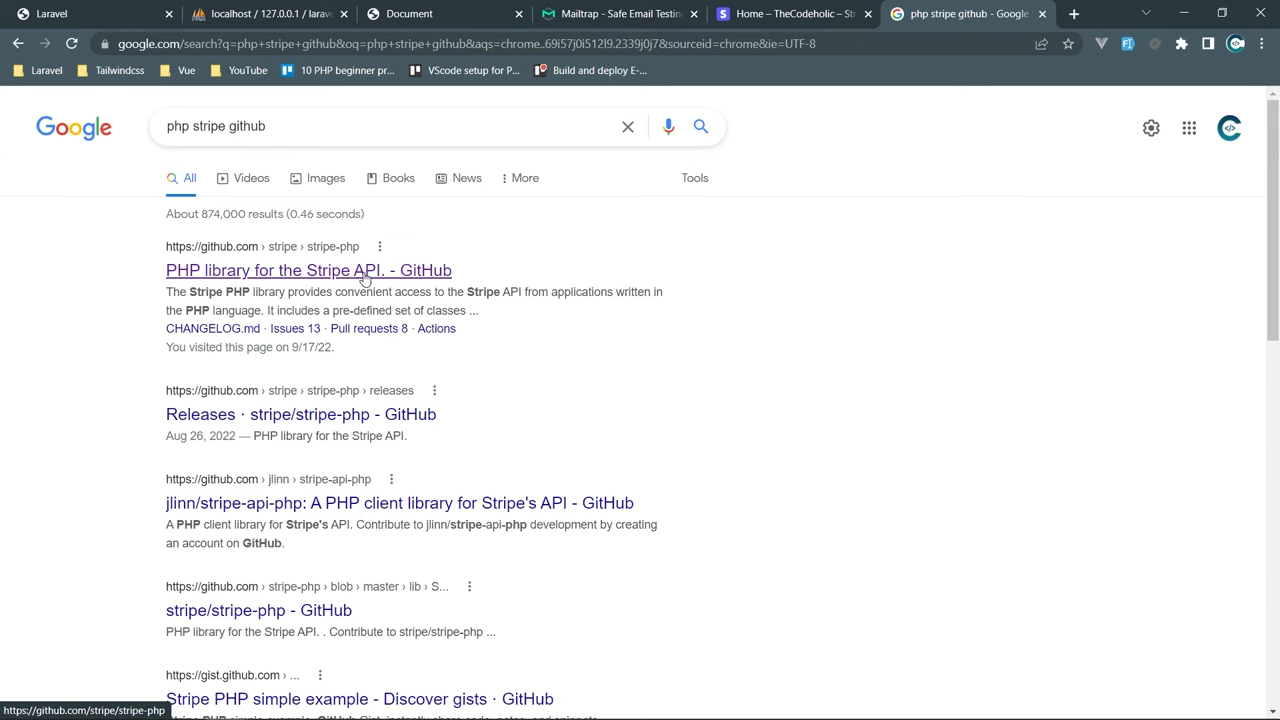 Laravel
localhost / 127.0.0.1 / larav
Document
Mailtrap - Safe Email Testin
Home – TheCodeholic – St
php stripe github - Google
google.com/search?q=php+stripe+github&oq=php+stripe+github&aqs=chrome..69i57j0i512l9.2339j0j7&sourceid=chrome&ie=UTF-8
Laravel
Tailwindcss
Vue
YouTube
10 PHP beginner pr...
VScode setup for P...
Build and deploy E-...
Google
php stripe github
All
Videos
Images
Books
News
More
Tools
About 874,000 results (0.46 seconds)
https://github.com › stripe › stripe-php
PHP library for the Stripe API. - GitHub
The Stripe PHP library provides convenient access to the Stripe API from applications written in
the PHP language. It includes a pre-defined set of classes ...
CHANGELOG.md · Issues 13 · Pull requests 8 · Actions
You visited this page on 9/17/22.
https://github.com › stripe › stripe-php › releases
Releases · stripe/stripe-php - GitHub
Aug 26, 2022 — PHP library for the Stripe API.
https://github.com › jlinn › stripe-api-php
jlinn/stripe-api-php: A PHP client library for Stripe's API - GitHub
A PHP client library for Stripe's API. Contribute to jlinn/stripe-api-php development by creating
an account on GitHub.
https://github.com › stripe-php › blob › master › lib › S...
stripe/stripe-php - GitHub
PHP library for the Stripe API. . Contribute to stripe/stripe-php ...
https://gist.github.com › ...
Stripe PHP simple example - Discover gists · GitHub
https://github.com/stripe/stripe-php